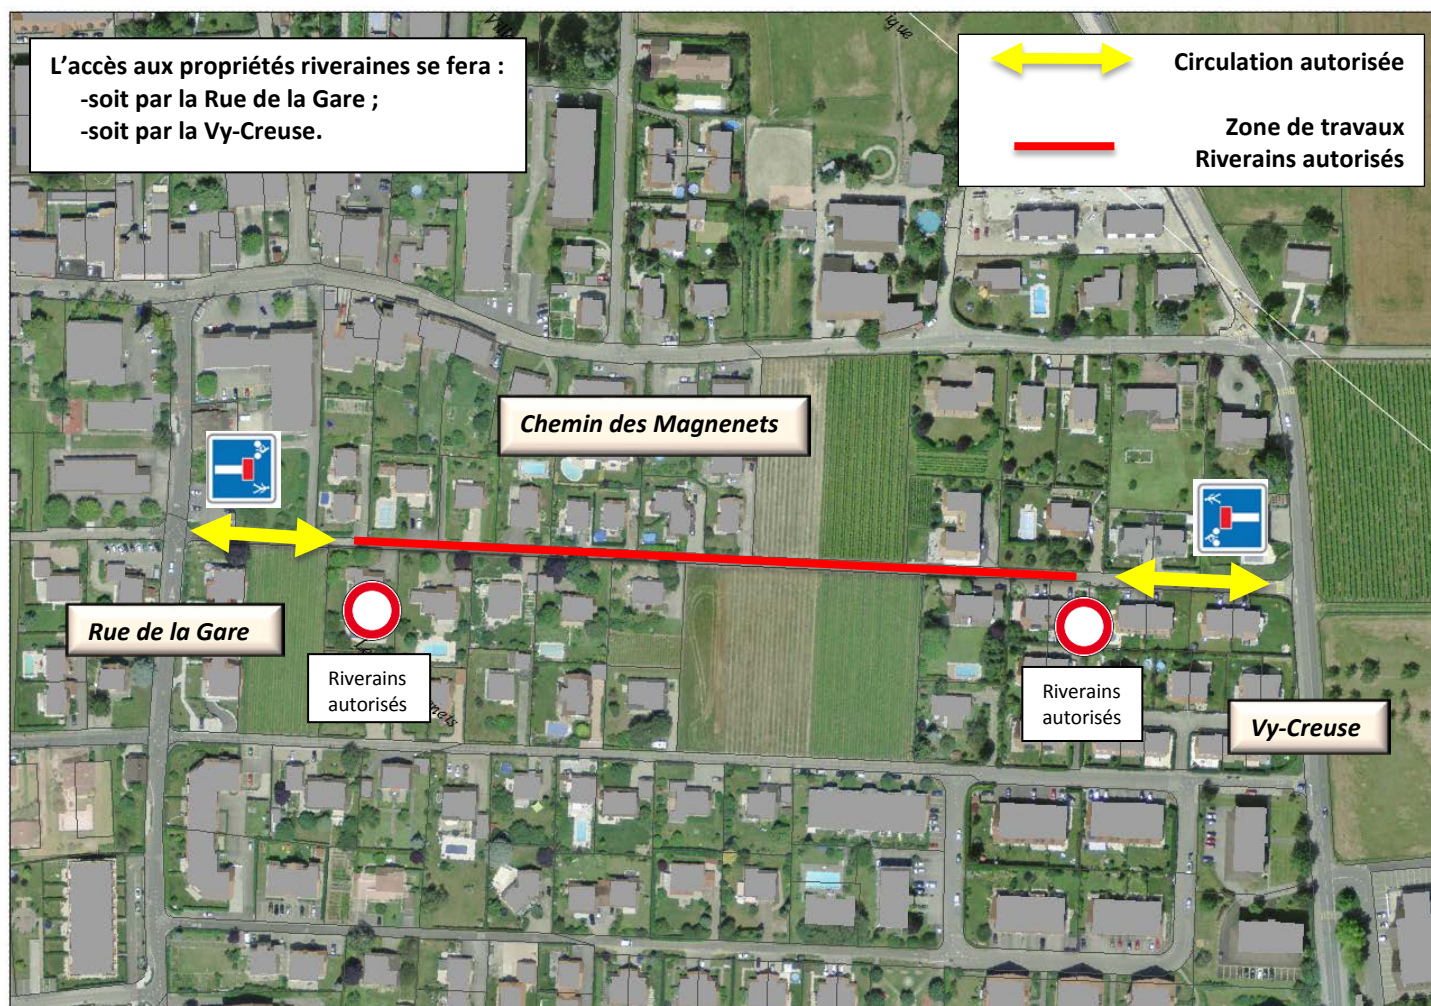 L'accès aux propriétés riveraines se fera :
-soit par la Rue de la Gare ;
-soit par la Vy-Creuse.
Circulation autorisée
Zone de travaux
Riverains autorisés
Chemin des Magnenets
Rue de la Gare
Riverains
autorisés
Riverains
autorisés
Vy-Creuse